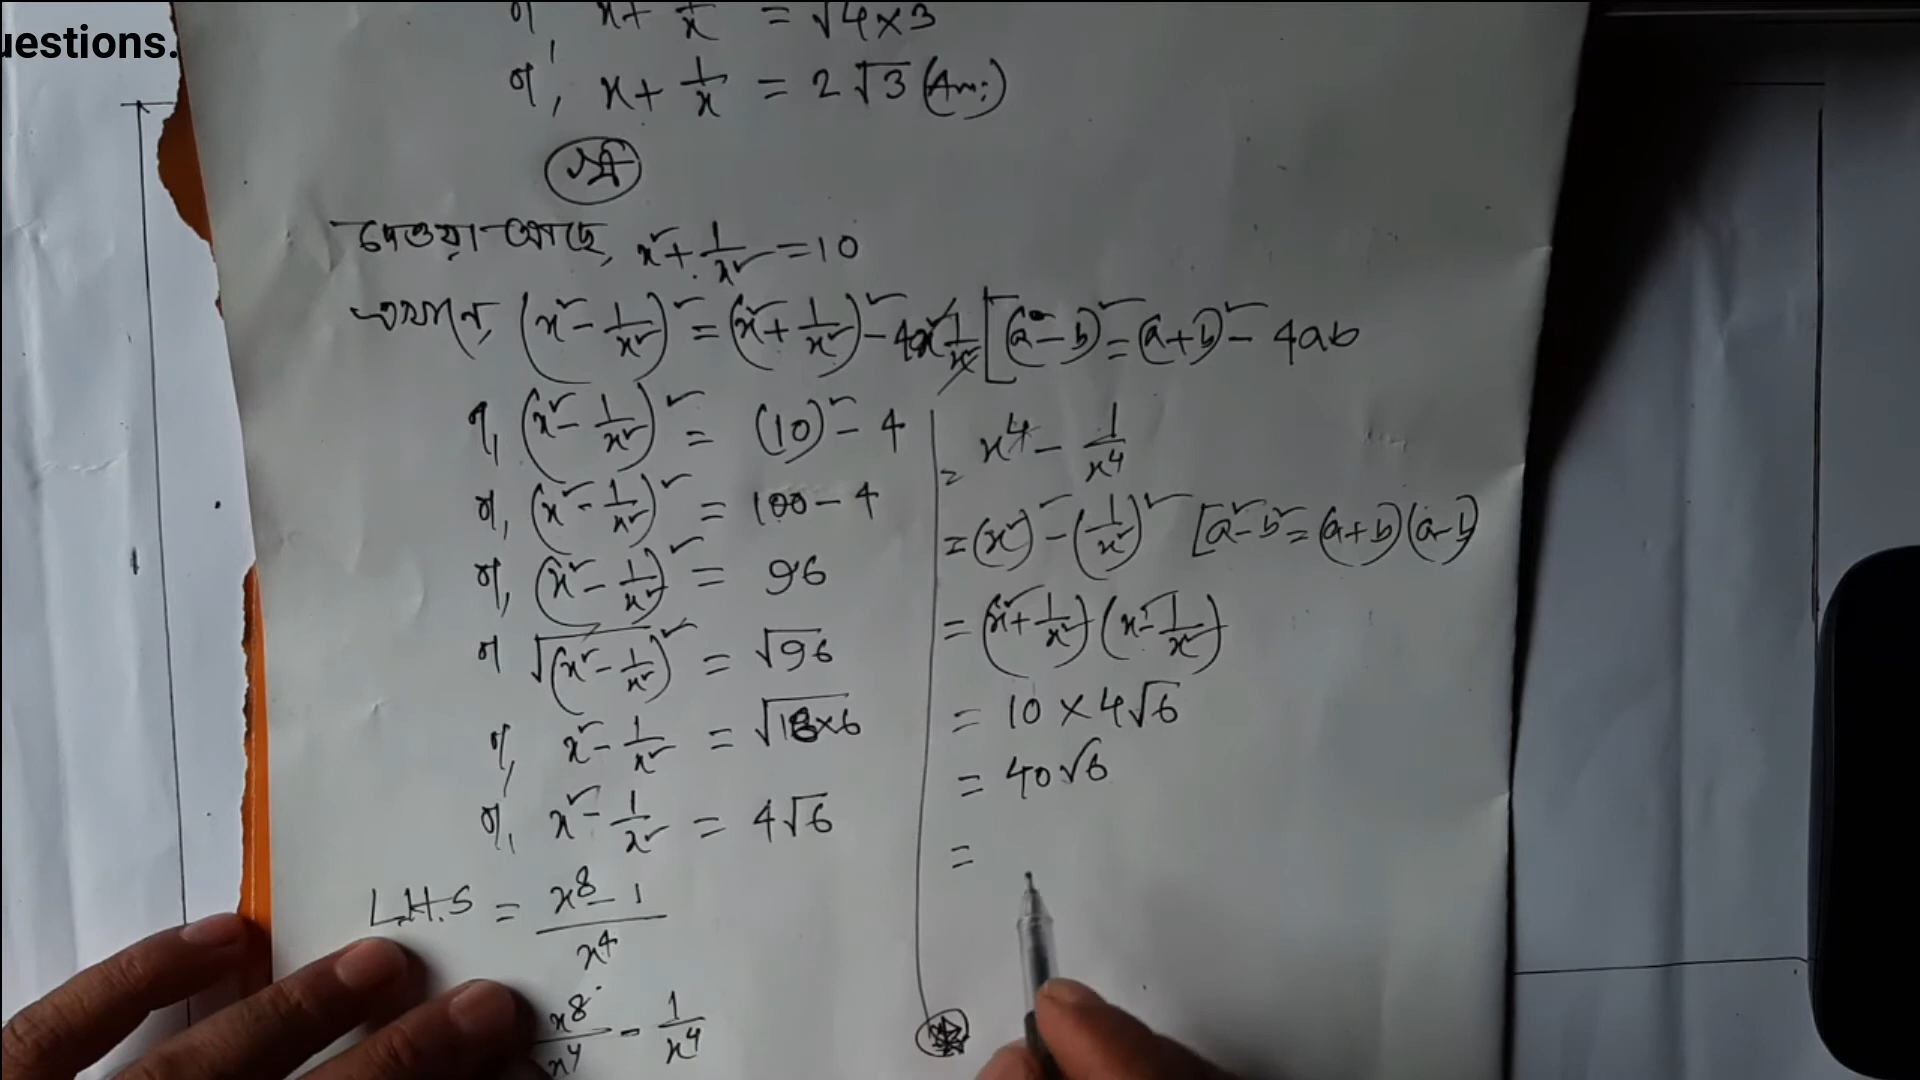 uestions.
বা, x + 1/x = √4×3
বা, x + 1/x = 2√3 (Ans:)
দেওয়া আছে, x² + 1/x² = 10
এখানে, (x² - 1/x²)² = (x² + 1/x²)² - 4x² 1/x² [(a-b)² = (a+b)² - 4ab
বা, (x² - 1/x²)² = (10)² - 4
বা, (x² - 1/x²)² = 100 - 4
বা, (x² - 1/x²)² = 96
বা √(x² - 1/x²)² = √96
বা, x² - 1/x² = √16×6
বা, x² - 1/x² = 4√6
L.H.S = x⁸ - 1 / x⁴
x⁸/x⁴ - 1/x⁴
= x⁴ - 1/x⁴
= (x²)² - (1/x²)² [a² - b² = (a+b)(a-b)
= (x² + 1/x²)(x² - 1/x²)
= 10 × 4√6
= 40√6
=